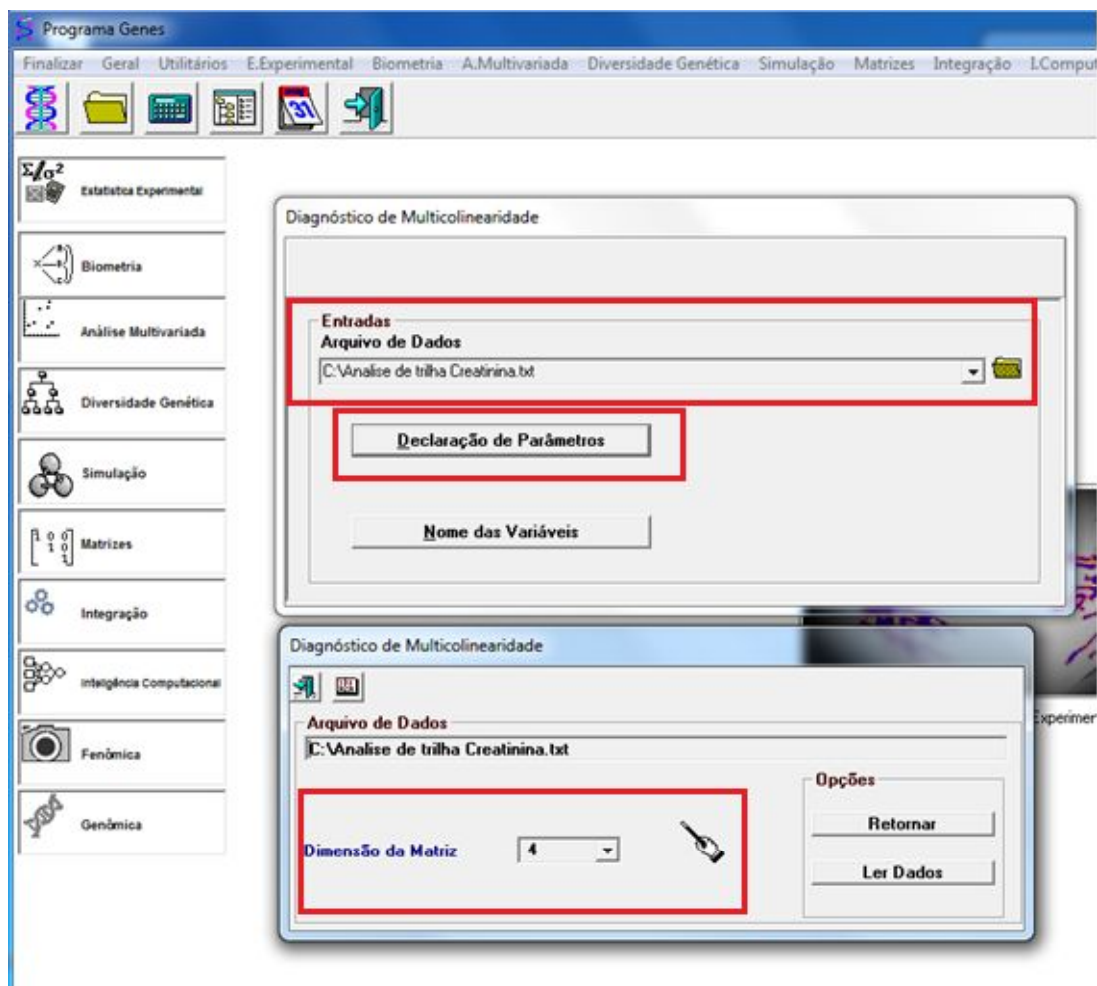 Programa Genes
Finalizar Geral Utilitários E.Experimental Biometria A.Multivariada Diversidade Genética Simulação Matrizes Integração I.Comput
31
Σ/σ²
Estatística Experimental
Biometria
Análise Multivariada
Diversidade Genética
Simulação
Matrizes
Integração
Inteligência Computacional
Fenômica
Genômica
Diagnóstico de Multicolinearidade
Entradas
Arquivo de Dados
C:\Analise de trilha Creatinina.txt
Declaração de Parâmetros
Nome das Variáveis
Diagnóstico de Multicolinearidade
Arquivo de Dados
C:\Analise de trilha Creatinina.txt
Dimensão da Matriz 4
Opções
Retornar
Ler Dados
Experimen